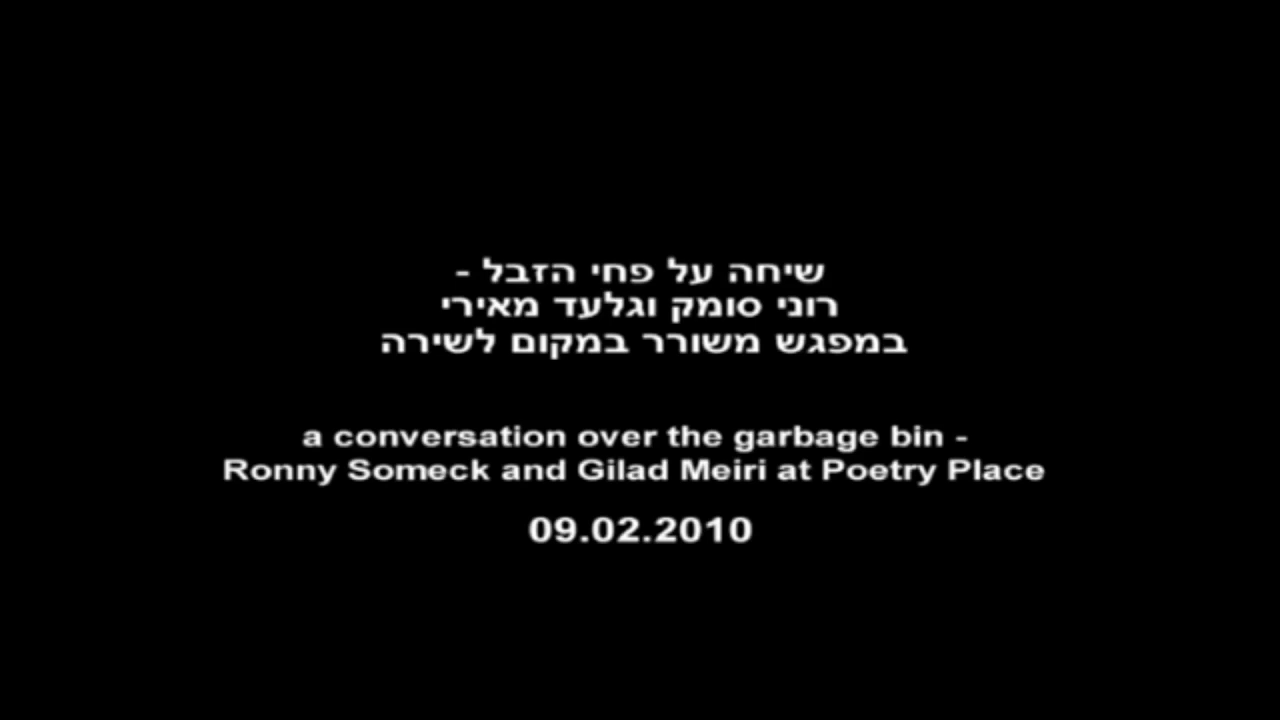 שיחה על פחי הזבל -
רוני סומק וגלעד מאירי
במפגש משורר במקום לשירה
a conversation over the garbage bin -
Ronny Someck and Gilad Meiri at Poetry Place
09.02.2010